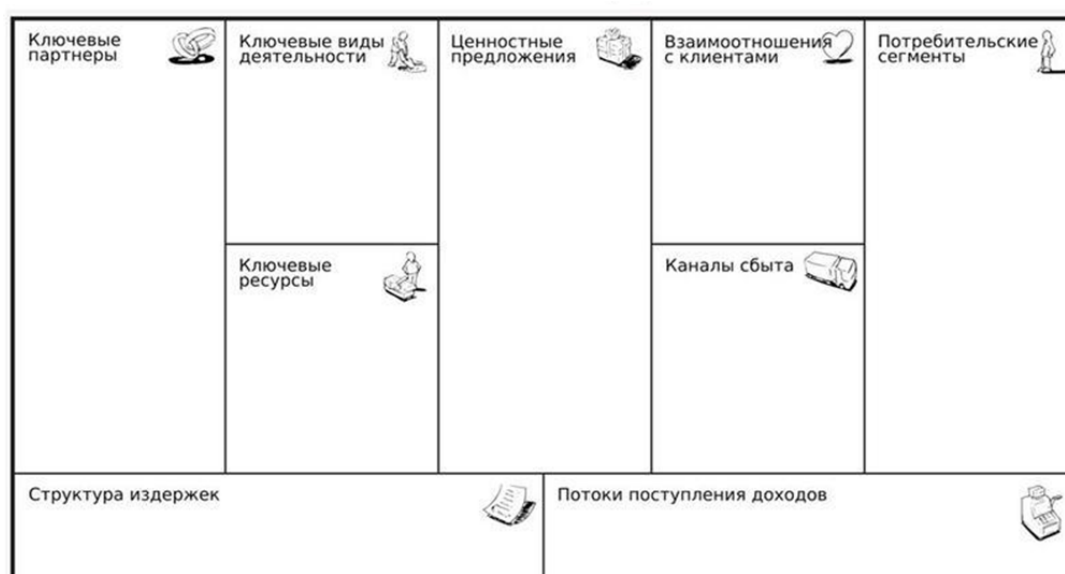 Ключевые
партнеры
Ключевые виды
деятельности
Ключевые
ресурсы
Ценностные
предложения
Взаимоотношения
с клиентами
Каналы сбыта
Потребительские
сегменты
Структура издержек
Потоки поступления доходов